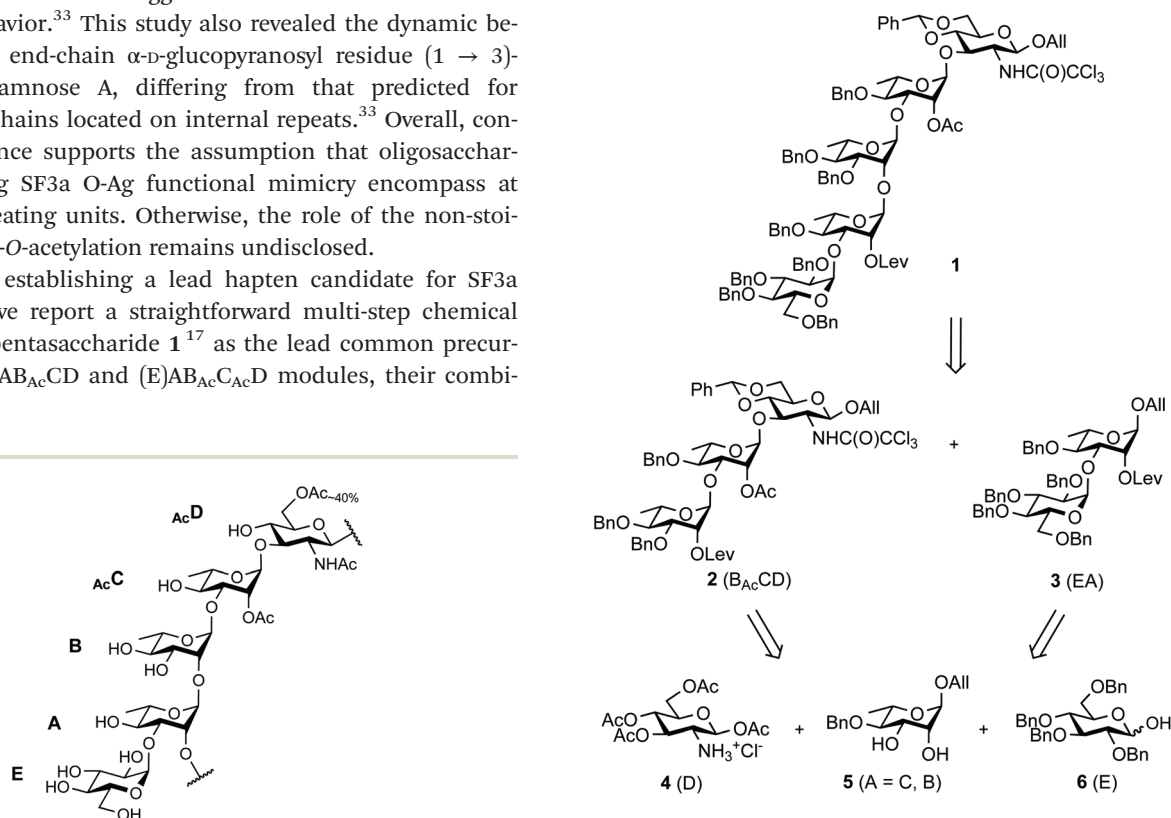 avior.33 This study also revealed the dynamic be-
end-chain α-D-glucopyranosyl residue (1 → 3)-
amnose A, differing from that predicted for
hains located on internal repeats.33 Overall, con-
nce supports the assumption that oligosacchar-
g SF3a O-Ag functional mimicry encompass at
eating units. Otherwise, the role of the non-stoi-
-O-acetylation remains undisclosed.
establishing a lead hapten candidate for SF3a
ve report a straightforward multi-step chemical
pentasaccharide 1 17 as the lead common precur-
ABAcCD and (E)ABAcCAcD modules, their combi-
OAc~40%
AcD
HO
O
O
NHAc
AcC
HO
O
O
OAc
B
HO
O
HO
O
A
HO
O
O
O
E
HO
HO
HO
O
OH
Ph
O
O
O
OAll
O
NHC(O)CCl3
BnO
O
O
OAc
BnO
O
BnO
O
BnO
O
O
OLev
BnO
BnO
BnO
O
OBn
1
Ph
O
O
O
OAll
O
NHC(O)CCl3
BnO
O
O
OAc
BnO
O
BnO
OLev
2 (BAcCD)
+
OAll
BnO
O
O
OLev
BnO
BnO
BnO
O
OBn
3 (EA)
OAc
AcO
AcO
O
OAc
NH3+Cl-
4 (D)
+
OAll
BnO
O
HO
OH
5 (A = C, B)
+
OBn
BnO
BnO
O
OH
OBn
6 (E)